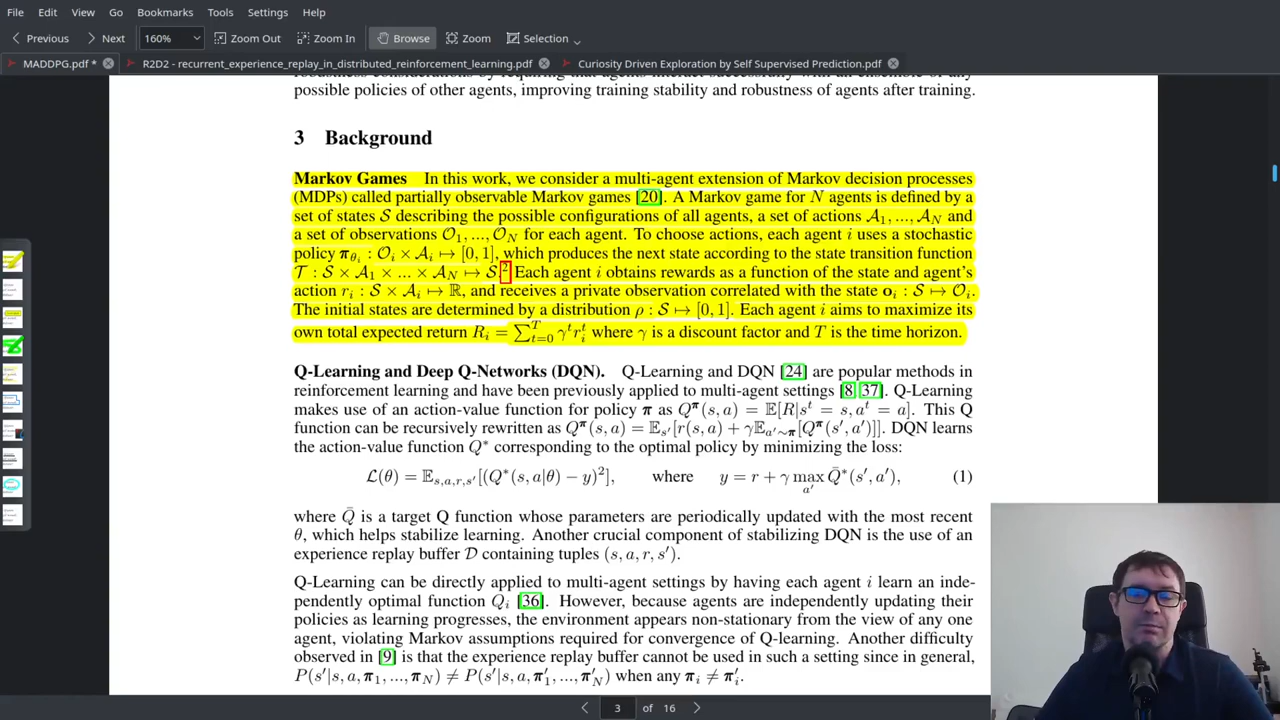 File Edit View Go Bookmarks Tools Settings Help
Previous Next 160% Zoom Out Zoom In Browse Zoom Selection
MADDPG.pdf * R2D2 - recurrent_experience_replay_in_distributed_reinforcement_learning.pdf Curiosity Driven Exploration by Self Supervised Prediction.pdf
possible policies of other agents, improving training stability and robustness of agents after training.
3 Background
Markov Games In this work, we consider a multi-agent extension of Markov decision processes
(MDPs) called partially observable Markov games [20]. A Markov game for N agents is defined by a
set of states S describing the possible configurations of all agents, a set of actions A₁, ..., A_N and
a set of observations O₁, ..., O_N for each agent. To choose actions, each agent i uses a stochastic
policy π_θᵢ : Oᵢ × Aᵢ ↦ [0, 1], which produces the next state according to the state transition function
T : S × A₁ × ... × A_N ↦ S.² Each agent i obtains rewards as a function of the state and agent's
action rᵢ : S × Aᵢ ↦ ℝ, and receives a private observation correlated with the state oᵢ : S ↦ Oᵢ.
The initial states are determined by a distribution ρ : S ↦ [0, 1]. Each agent i aims to maximize its
own total expected return Rᵢ = ∑_{t=0}^{T} γᵗrᵢᵗ where γ is a discount factor and T is the time horizon.
Q-Learning and Deep Q-Networks (DQN). Q-Learning and DQN [24] are popular methods in
reinforcement learning and have been previously applied to multi-agent settings [8, 37]. Q-Learning
makes use of an action-value function for policy π as Q^π(s, a) = 𝔼[R|sᵗ = s, aᵗ = a]. This Q
function can be recursively rewritten as Q^π(s, a) = 𝔼_{s′}[r(s, a) + γ𝔼_{a′∼π}[Q^π(s′, a′)]]. DQN learns
the action-value function Q* corresponding to the optimal policy by minimizing the loss:
L(θ) = 𝔼_{s,a,r,s′}[(Q*(s, a|θ) − y)²], where y = r + γ max_{a′} Q̄*(s′, a′), (1)
where Q̄ is a target Q function whose parameters are periodically updated with the most recent
θ, which helps stabilize learning. Another crucial component of stabilizing DQN is the use of an
experience replay buffer D containing tuples (s, a, r, s′).
Q-Learning can be directly applied to multi-agent settings by having each agent i learn an inde-
pendently optimal function Qᵢ [36]. However, because agents are independently updating their
policies as learning progresses, the environment appears non-stationary from the view of any one
agent, violating Markov assumptions required for convergence of Q-learning. Another difficulty
observed in [9] is that the experience replay buffer cannot be used in such a setting since in general,
P(s′|s, a, π₁, ..., π_N) ≠ P(s′|s, a, π′₁, ..., π′_N) when any πᵢ ≠ π′ᵢ.
3 of 16